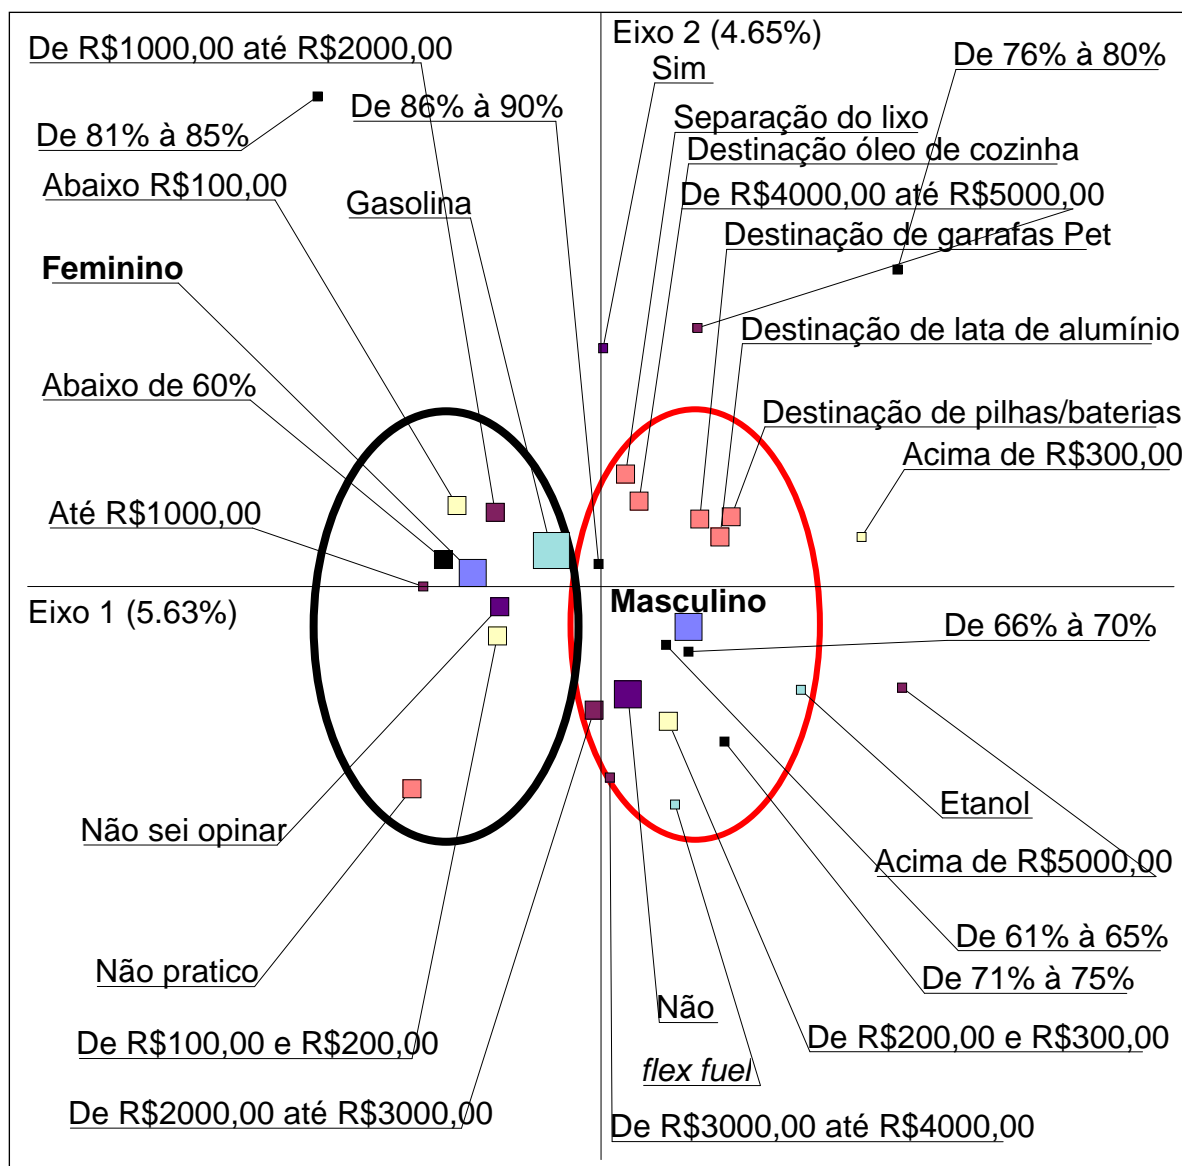 Eixo 2 (4.65%)
De R$1000,00 até R$2000,00
De 76% à 80%
Sim
De 86% à 90%
Separação do lixo
De 81% à 85%
Destinação óleo de cozinha
Abaixo R$100,00
De R$4000,00 até R$5000,00
Gasolina
Destinação de garrafas Pet
Feminino
Destinação de lata de alumínio
Abaixo de 60%
Destinação de pilhas/baterias
Acima de R$300,00
Até R$1000,00
Masculino
Eixo 1 (5.63%)
De 66% à 70%
Etanol
Não sei opinar
Acima de R$5000,00
De 61% à 65%
Não pratico
De 71% à 75%
Não
De R$200,00 e R$300,00
De R$100,00 e R$200,00
flex fuel
De R$2000,00 até R$3000,00
De R$3000,00 até R$4000,00